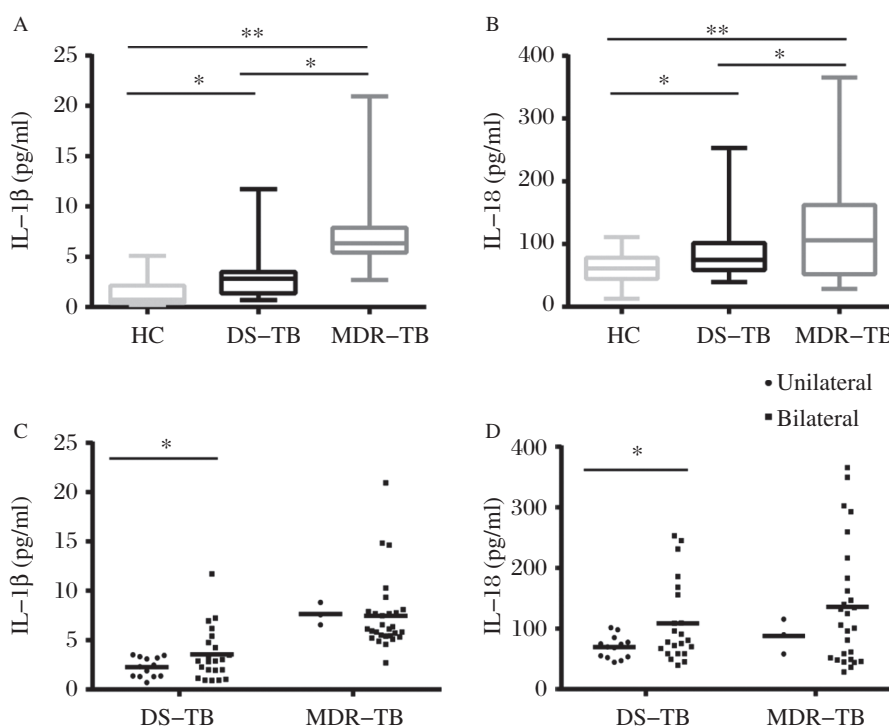 A
IL−1β (pg/ml)
25
20
15
10
5
0
**
*
*
HC
DS−TB
MDR−TB
B
IL−18 (pg/ml)
400
300
200
100
0
**
*
*
HC
DS−TB
MDR−TB
• Unilateral
▪ Bilateral
C
IL−1β (pg/ml)
25
20
15
10
5
0
*
DS−TB
MDR−TB
D
IL−18 (pg/ml)
400
300
200
100
0
*
DS−TB
MDR−TB